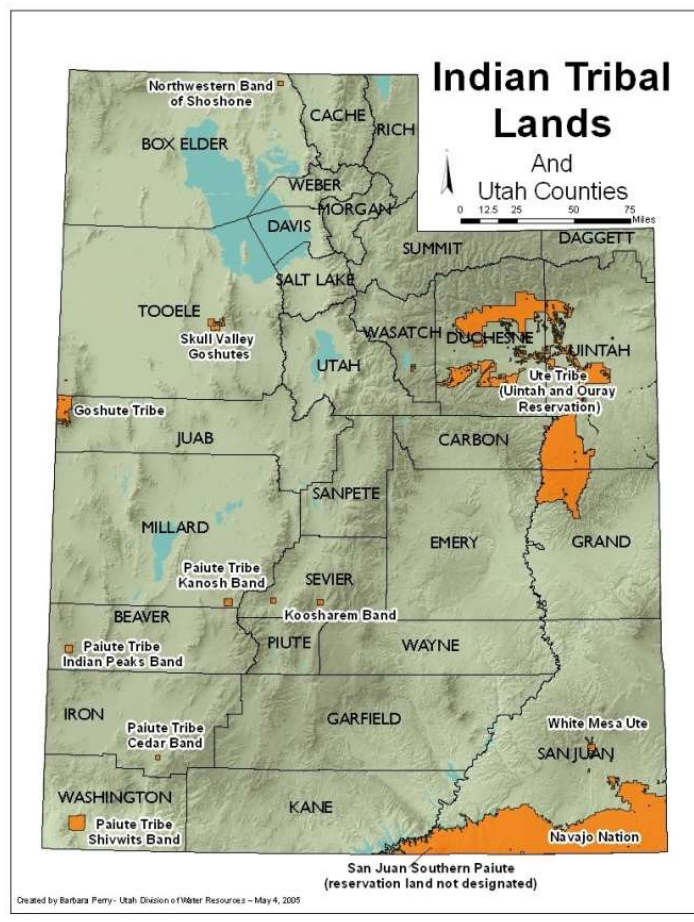 Indian Tribal
Lands
And
Utah Counties
0 12.5 25 50 75
Miles
Northwestern Band
of Shoshone
CACHE
RICH
BOX ELDER
WEBER
MORGAN
DAVIS
SUMMIT
DAGGETT
SALT LAKE
TOOELE
Skull Valley
Goshutes
WASATCH
DUCHESNE
UINTAH
UTAH
Ute Tribe
(Uintah and Ouray
Reservation)
Goshute Tribe
JUAB
CARBON
SANPETE
MILLARD
EMERY
GRAND
Paiute Tribe
Kanosh Band
SEVIER
Koosharem Band
BEAVER
PIUTE
WAYNE
Paiute Tribe
Indian Peaks Band
IRON
GARFIELD
Paiute Tribe
Cedar Band
White Mesa Ute
SAN JUAN
WASHINGTON
KANE
Paiute Tribe
Shivwits Band
Navajo Nation
San Juan Southern Paiute
(reservation land not designated)
Created by Barbara Perry - Utah Division of Water Resources – May 4, 2005